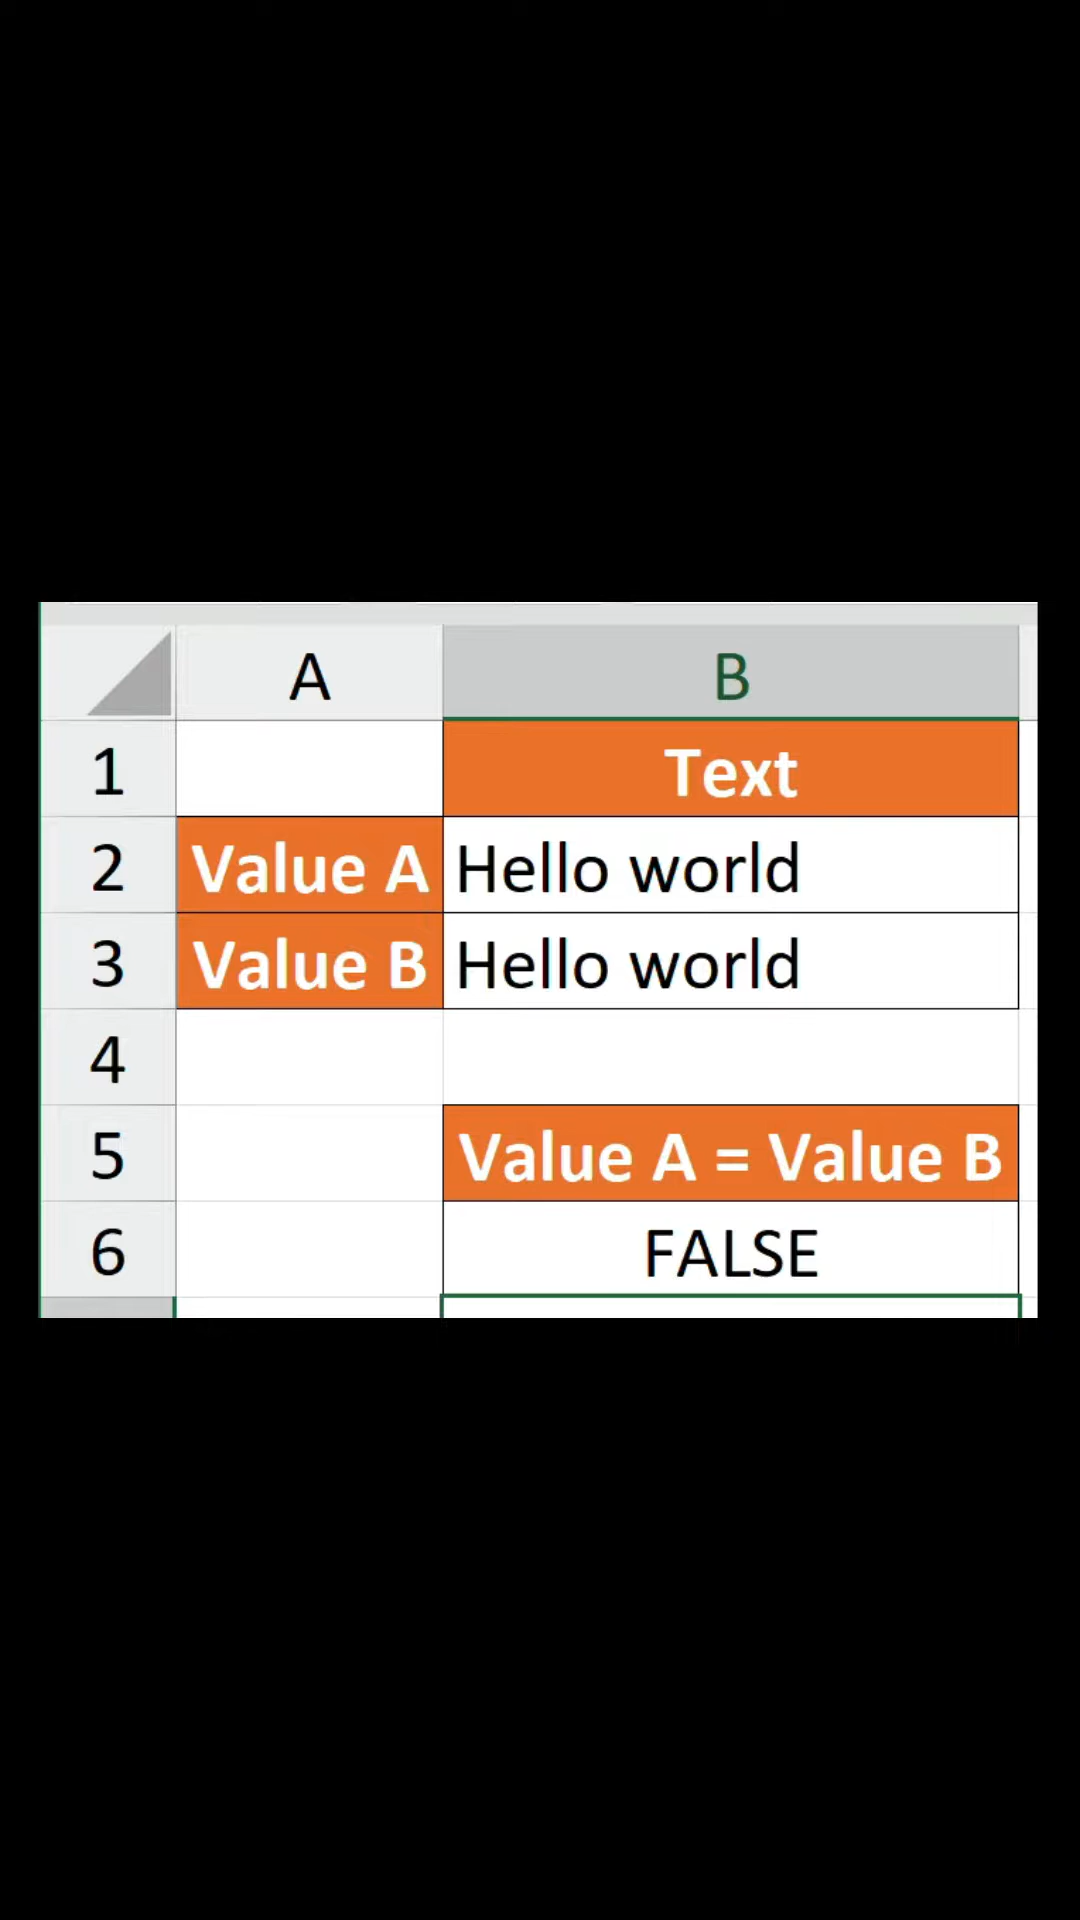 A B
1 Text
2 Value A Hello world
3 Value B Hello world
4
5 Value A = Value B
6 FALSE